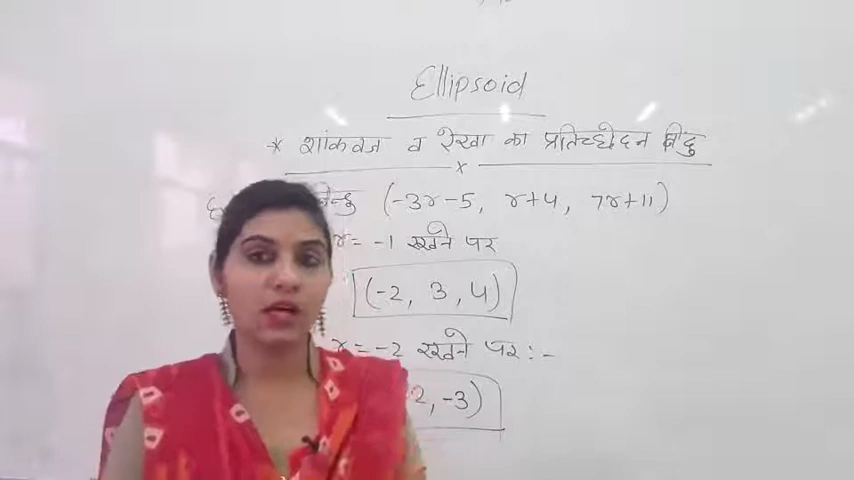 Ellipsoid
* शांकवज व रेखा का प्रतिच्छेदन बिंदु
बिन्दु (-3r-5, r+4, 7r+11)
r = -1 रखने पर
(-2, 3, 4)
r = -2 रखने पर :-
2, -3)